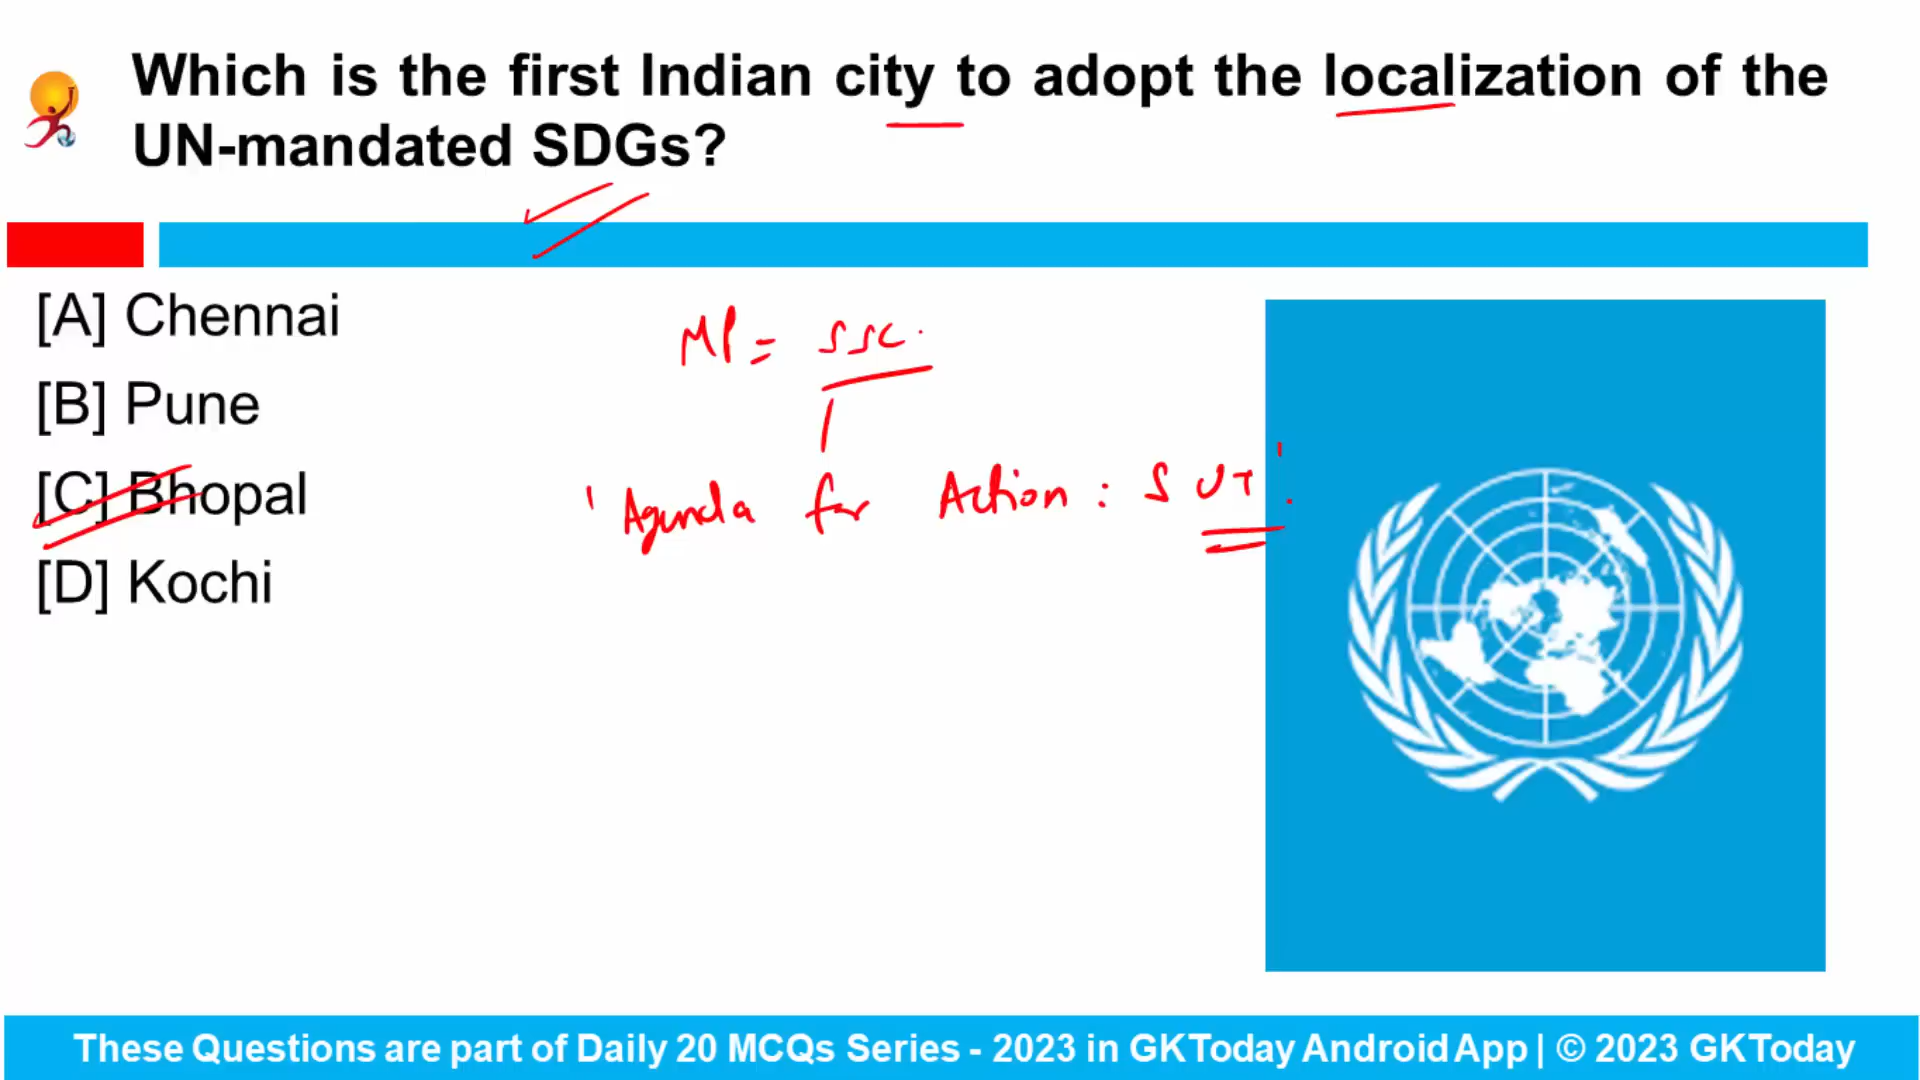 Which is the first Indian city to adopt the localization of the
UN-mandated SDGs?
[A] Chennai
[B] Pune
[C] Bhopal
[D] Kochi
MP = SSC.
'Agenda for Action: SUT'.
These Questions are part of Daily 20 MCQs Series - 2023 in GKToday Android App | © 2023 GKToday